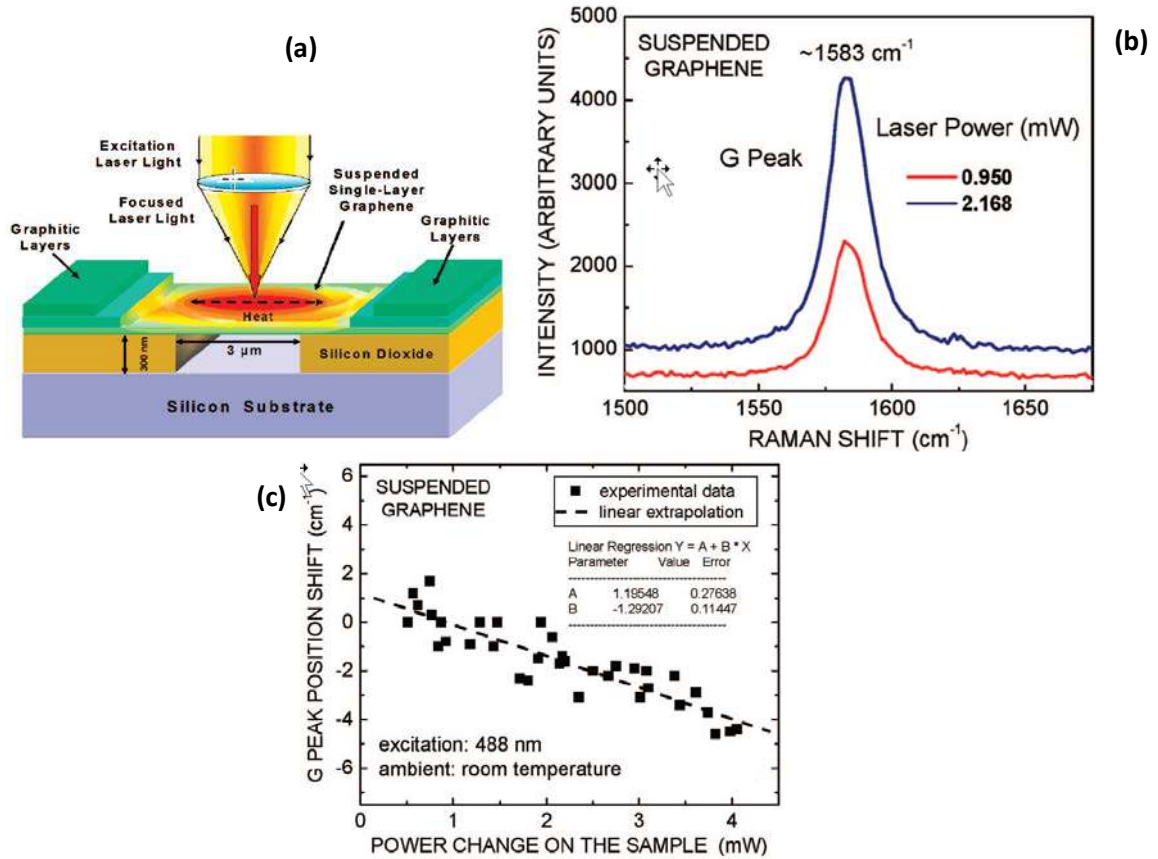 (a)
Excitation
Laser Light
Focused
Laser Light
Suspended
Single-Layer
Graphene
Graphitic
Layers
Graphitic
Layers
Heat
300 nm
3 µm
Silicon Dioxide
Silicon Substrate
(b)
SUSPENDED
GRAPHENE
~1583 cm⁻¹
G Peak
Laser Power (mW)
0.950
2.168
INTENSITY (ARBITRARY UNITS)
5000
4000
3000
2000
1000
1500 1550 1600 1650
RAMAN SHIFT (cm⁻¹)
(c)
SUSPENDED
GRAPHENE
experimental data
linear extrapolation
Linear Regression Y = A + B * X
Parameter Value Error
A 1.19548 0.27638
B -1.29207 0.11447
excitation: 488 nm
ambient: room temperature
G PEAK POSITION SHIFT (cm⁻¹)
6
4
2
0
-2
-4
-6
0 1 2 3 4
POWER CHANGE ON THE SAMPLE (mW)